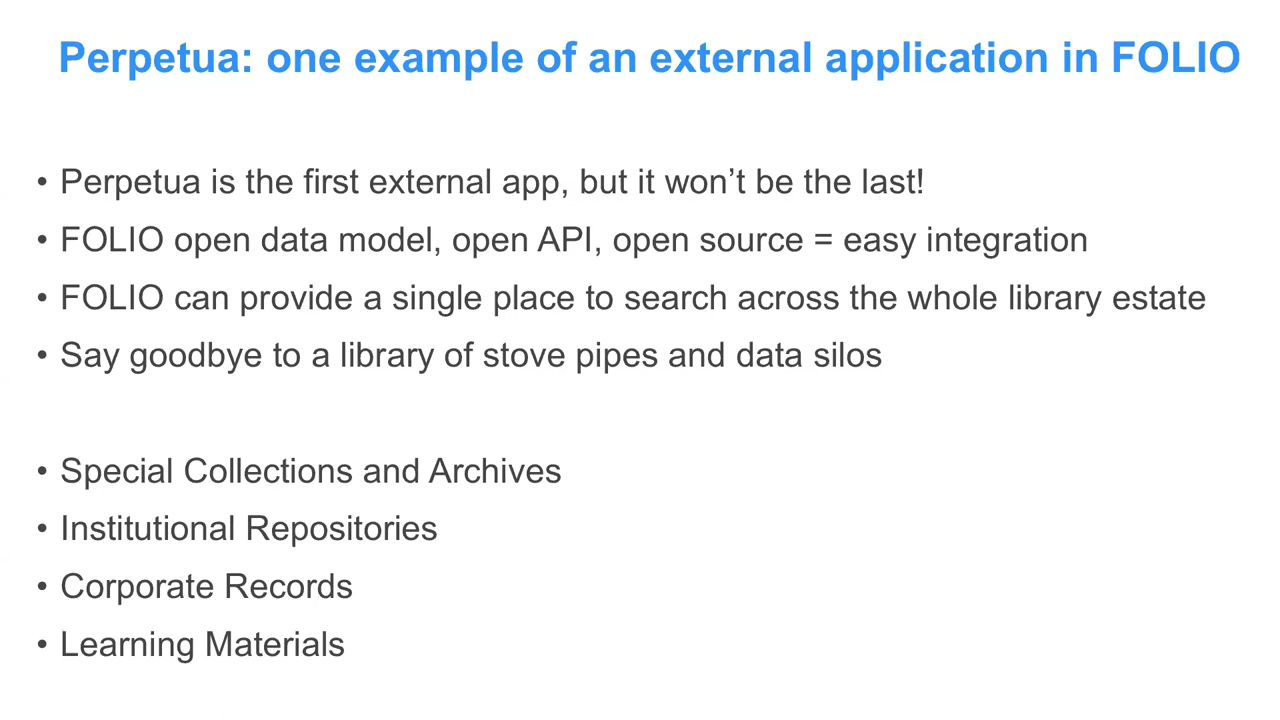 Perpetua: one example of an external application in FOLIO
• Perpetua is the first external app, but it won’t be the last!
• FOLIO open data model, open API, open source = easy integration
• FOLIO can provide a single place to search across the whole library estate
• Say goodbye to a library of stove pipes and data silos
• Special Collections and Archives
• Institutional Repositories
• Corporate Records
• Learning Materials